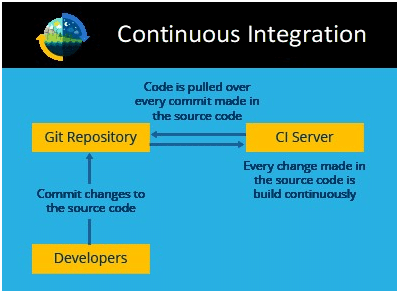 Continuous Integration
Code is pulled over
every commit made in
the source code
Git Repository
CI Server
Every change made in
the source code is
build continuously
Commit changes to
the source code
Developers